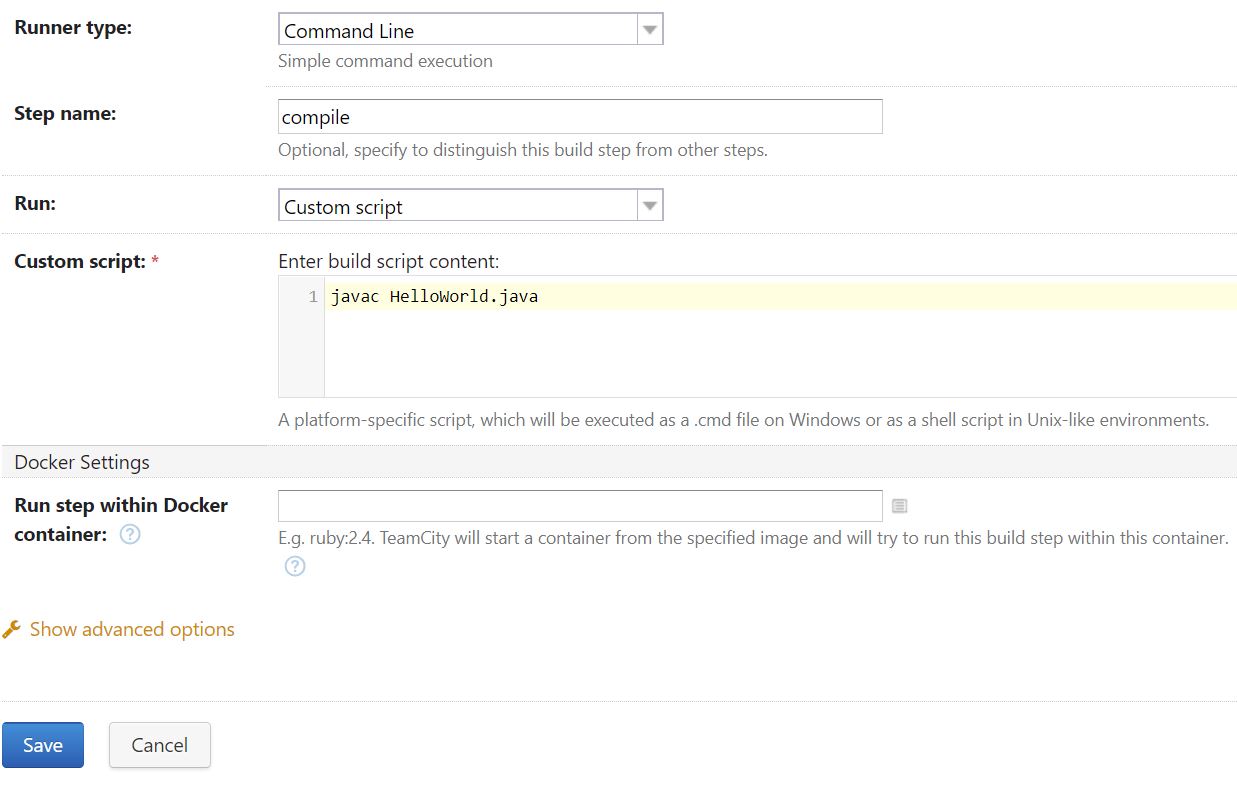 Runner type:
Command Line
Simple command execution
Step name:
compile
Optional, specify to distinguish this build step from other steps.
Run:
Custom script
Custom script: *
Enter build script content:
1 javac HelloWorld.java
A platform-specific script, which will be executed as a .cmd file on Windows or as a shell script in Unix-like environments.
Docker Settings
Run step within Docker
container: ?
E.g. ruby:2.4. TeamCity will start a container from the specified image and will try to run this build step within this container.
?
Show advanced options
Save Cancel